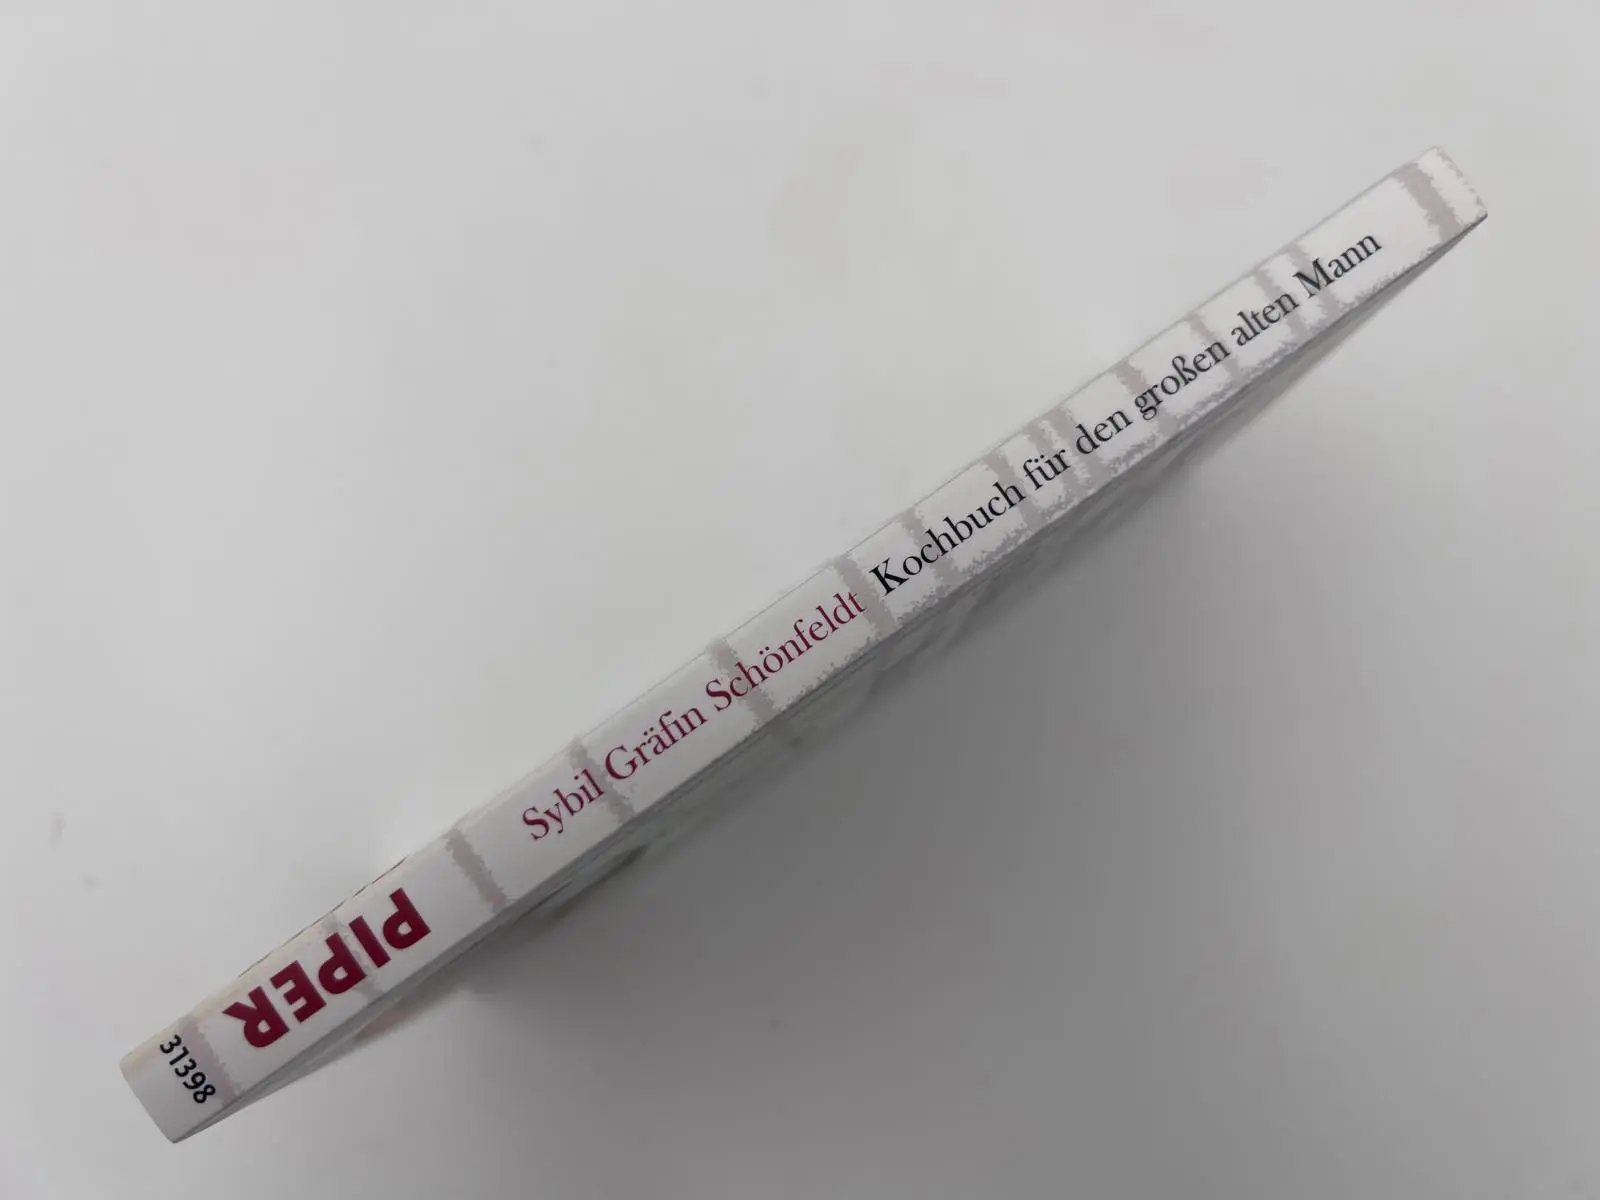 Sybil Gräfin Schönfeldt Kochbuch für den großen alten Mann
PIPER
31398